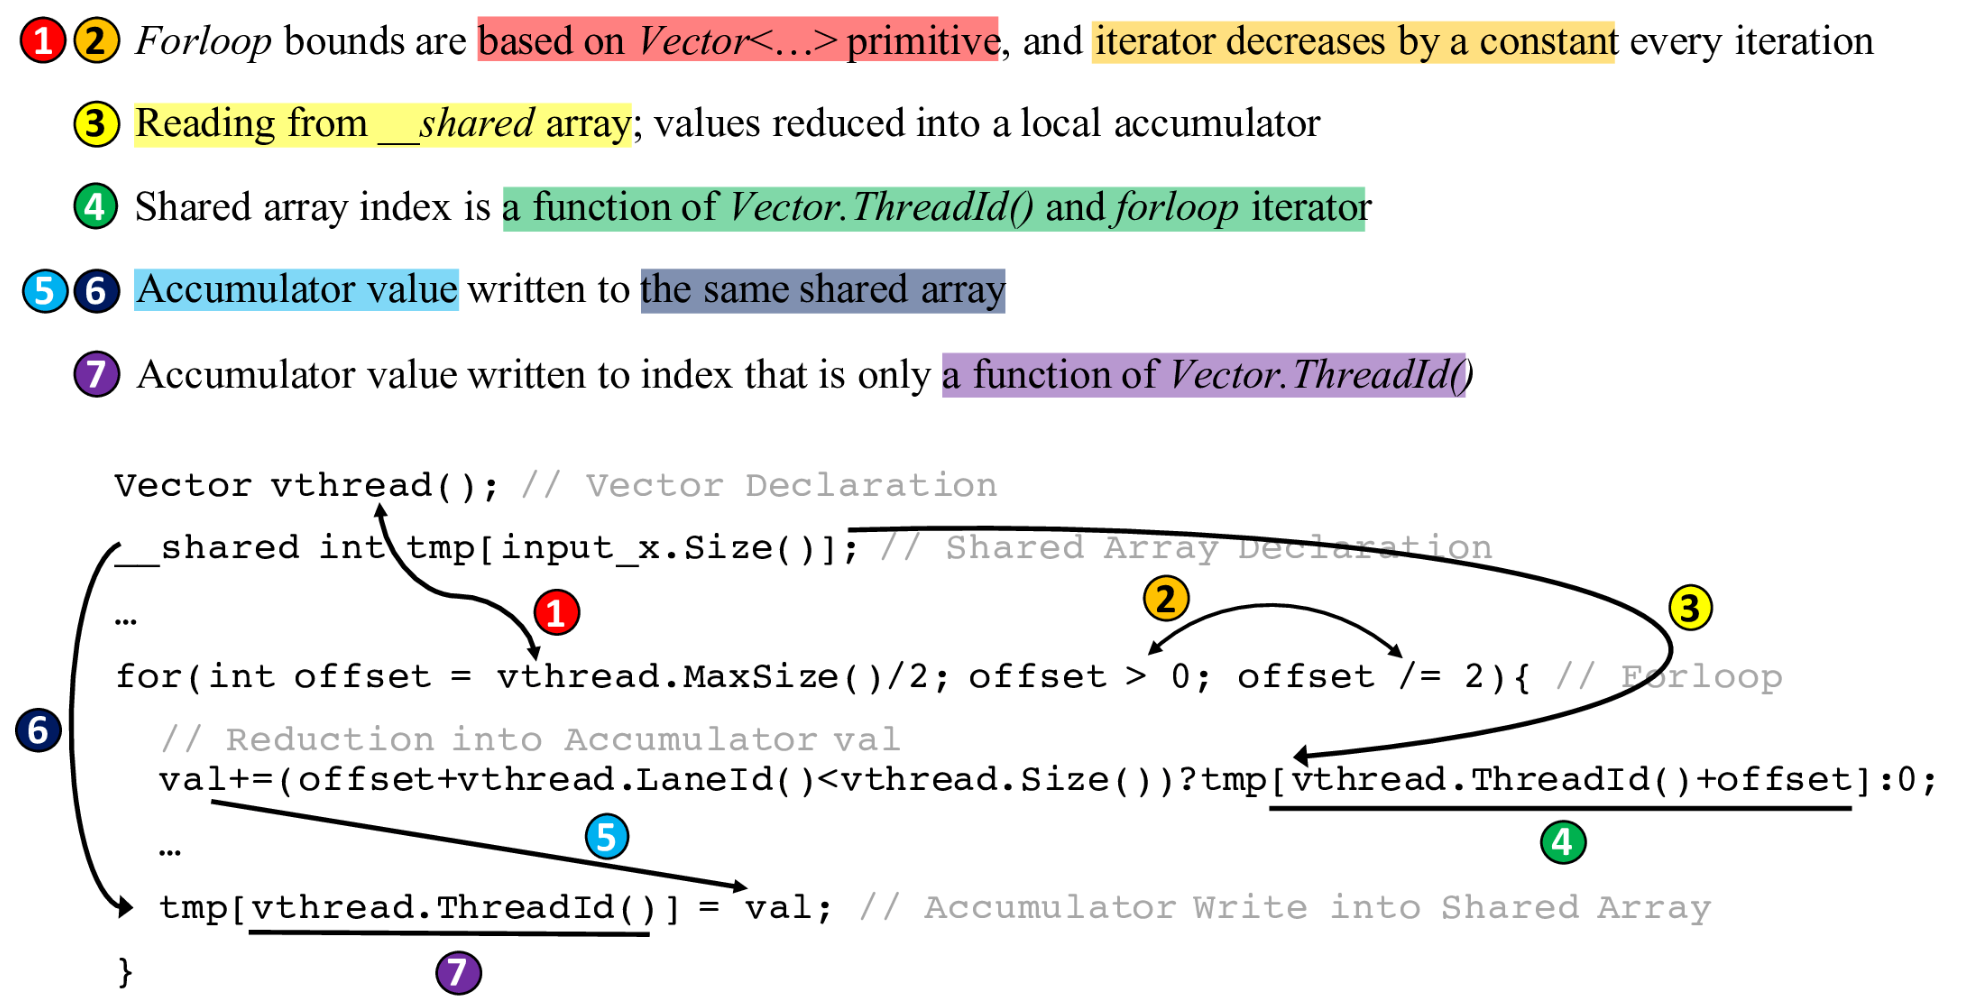 1 2 Forloop bounds are based on Vector<…> primitive, and iterator decreases by a constant every iteration
3 Reading from __shared array; values reduced into a local accumulator
4 Shared array index is a function of Vector.ThreadId() and forloop iterator
5 6 Accumulator value written to the same shared array
7 Accumulator value written to index that is only a function of Vector.ThreadId()
Vector vthread(); // Vector Declaration
__shared int tmp[input_x.Size()]; // Shared Array Declaration
…
1
2
3
for(int offset = vthread.MaxSize()/2; offset > 0; offset /= 2){ // Forloop
6
// Reduction into Accumulator val
val+=(offset+vthread.LaneId()<vthread.Size())?tmp[vthread.ThreadId()+offset]:0;
…
5
4
tmp[vthread.ThreadId()] = val; // Accumulator Write into Shared Array
}
7